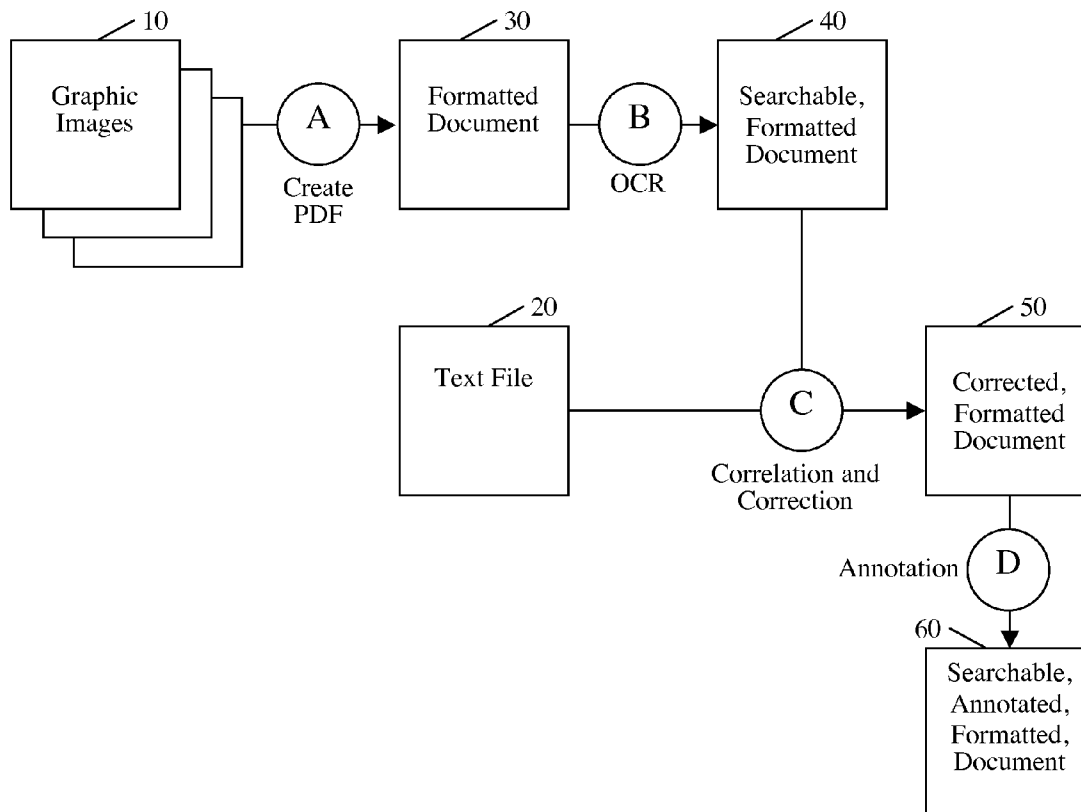 10
Graphic
Images
A
Create
PDF
30
Formatted
Document
B
OCR
40
Searchable,
Formatted
Document
20
Text File
C
Correlation and
Correction
50
Corrected,
Formatted
Document
Annotation
D
60
Searchable,
Annotated,
Formatted,
Document